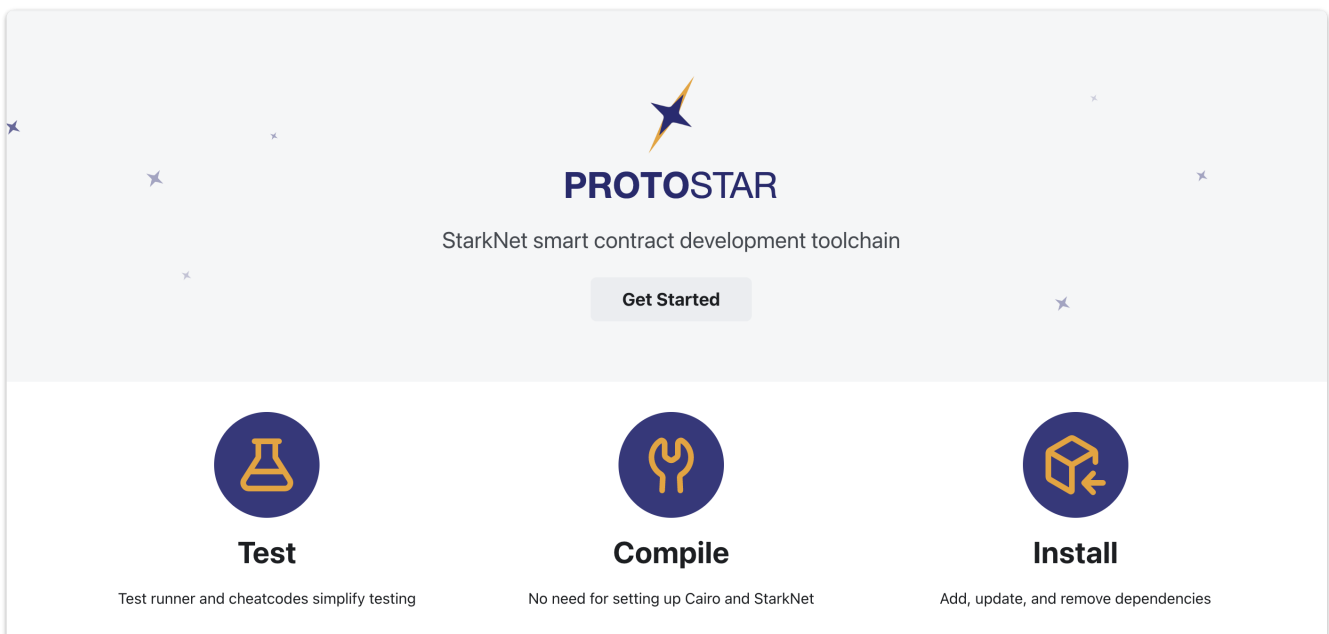 PROTOSTAR
StarkNet smart contract development toolchain
Get Started
Test
Compile
Install
Test runner and cheatcodes simplify testing
No need for setting up Cairo and StarkNet
Add, update, and remove dependencies